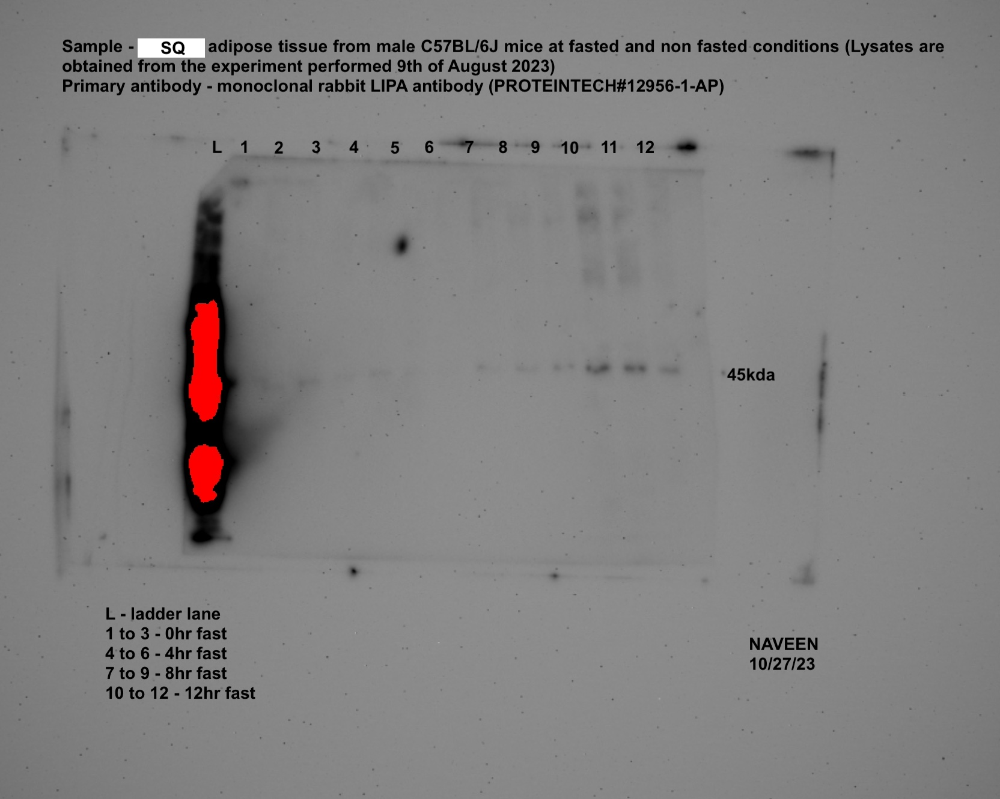 Sample - SQ adipose tissue from male C57BL/6J mice at fasted and non fasted conditions (Lysates are
obtained from the experiment performed 9th of August 2023)
Primary antibody - monoclonal rabbit LIPA antibody (PROTEINTECH#12956-1-AP)
L 1 2 3 4 5 6 7 8 9 10 11 12
45kda
L - ladder lane
1 to 3 - 0hr fast
4 to 6 - 4hr fast
7 to 9 - 8hr fast
10 to 12 - 12hr fast
NAVEEN
10/27/23